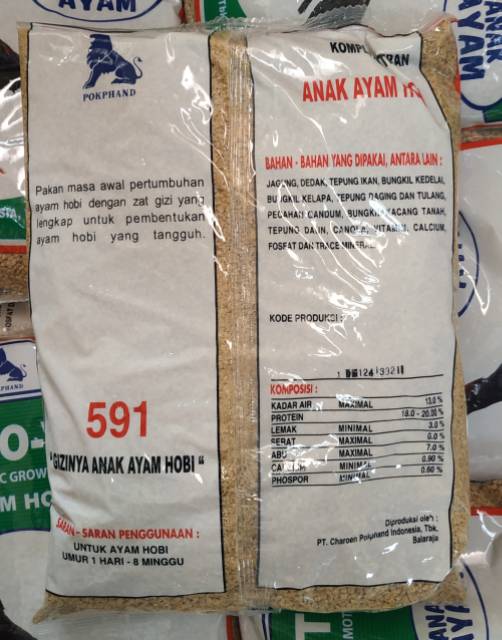 POKPHAND
Pakan masa awal pertumbuhan
ayam hobi dengan zat gizi yang
lengkap untuk pembentukan
ayam hobi yang tangguh.
591
"GIZINYA ANAK AYAM HOBI"
SARAN - SARAN PENGGUNAAN :
UNTUK AYAM HOBI
UMUR 1 HARI - 8 MINGGU
ANAK AYAM
BAHAN - BAHAN YANG DIPAKAI, ANTARA LAIN :
JAGUNG, DEDAK, TEPUNG IKAN, BUNGKIL KEDELAI,
BUNGKIL KELAPA, TEPUNG DAGING DAN TULANG,
PECAHAN GANDUM, BUNGKIL KACANG TANAH,
TEPUNG DAUN, CANOLA, VITAMIN, CALCIUM,
FOSFAT DAN TRACE MINERAL
KODE PRODUKSI :
KOMPOSISI :
KADAR AIR MAXIMAL 13.0 %
PROTEIN 18.0 - 20.00 %
LEMAK MINIMAL 3.0 %
SERAT MAXIMAL
ABU MAXIMAL 7.0 %
CALCIUM MINIMAL 0.90 %
PHOSPOR MINIMAL 0.60 %
Diproduksi oleh :
PT. Charoen Pokphand Indonesia, Tbk.
Balaraja
AYAM
AYAM
PHAND